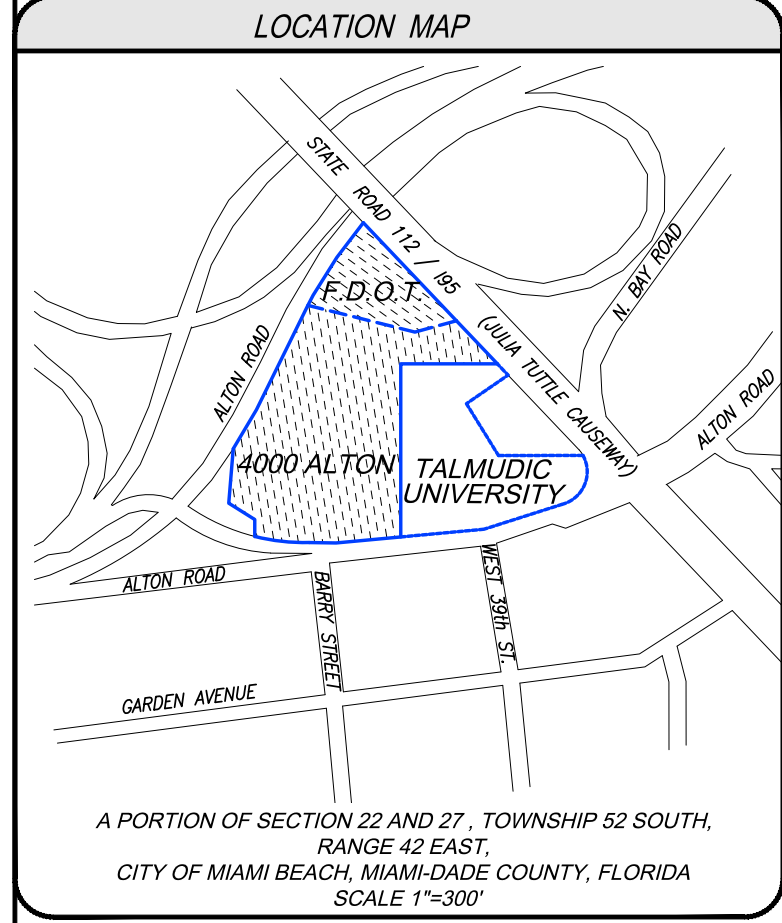 LOCATION MAP
STATE ROAD 112 / I95
F.D.O.T.
N. BAY ROAD
(JULIA TUTTLE CAUSEWAY)
ALTON ROAD
ALTON ROAD
4000 ALTON
TALMUDIC
UNIVERSITY
ALTON ROAD
BARRY STREET
WEST 39th ST.
GARDEN AVENUE
A PORTION OF SECTION 22 AND 27 , TOWNSHIP 52 SOUTH,
RANGE 42 EAST,
CITY OF MIAMI BEACH, MIAMI-DADE COUNTY, FLORIDA
SCALE 1"=300'